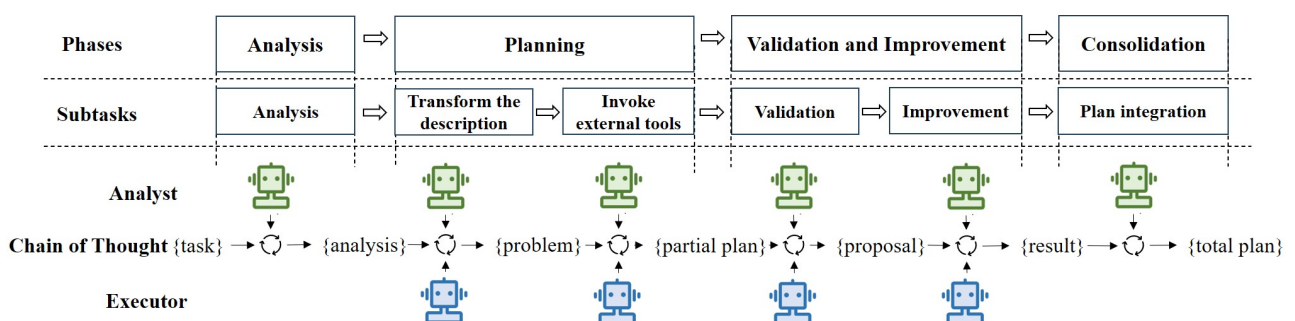 Phases
Analysis
Planning
Validation and Improvement
Consolidation
Subtasks
Analysis
Transform the
description
Invoke
external tools
Validation
Improvement
Plan integration
Analyst
Chain of Thought {task} {analysis} {problem} {partial plan} {proposal} {result} {total plan}
Executor